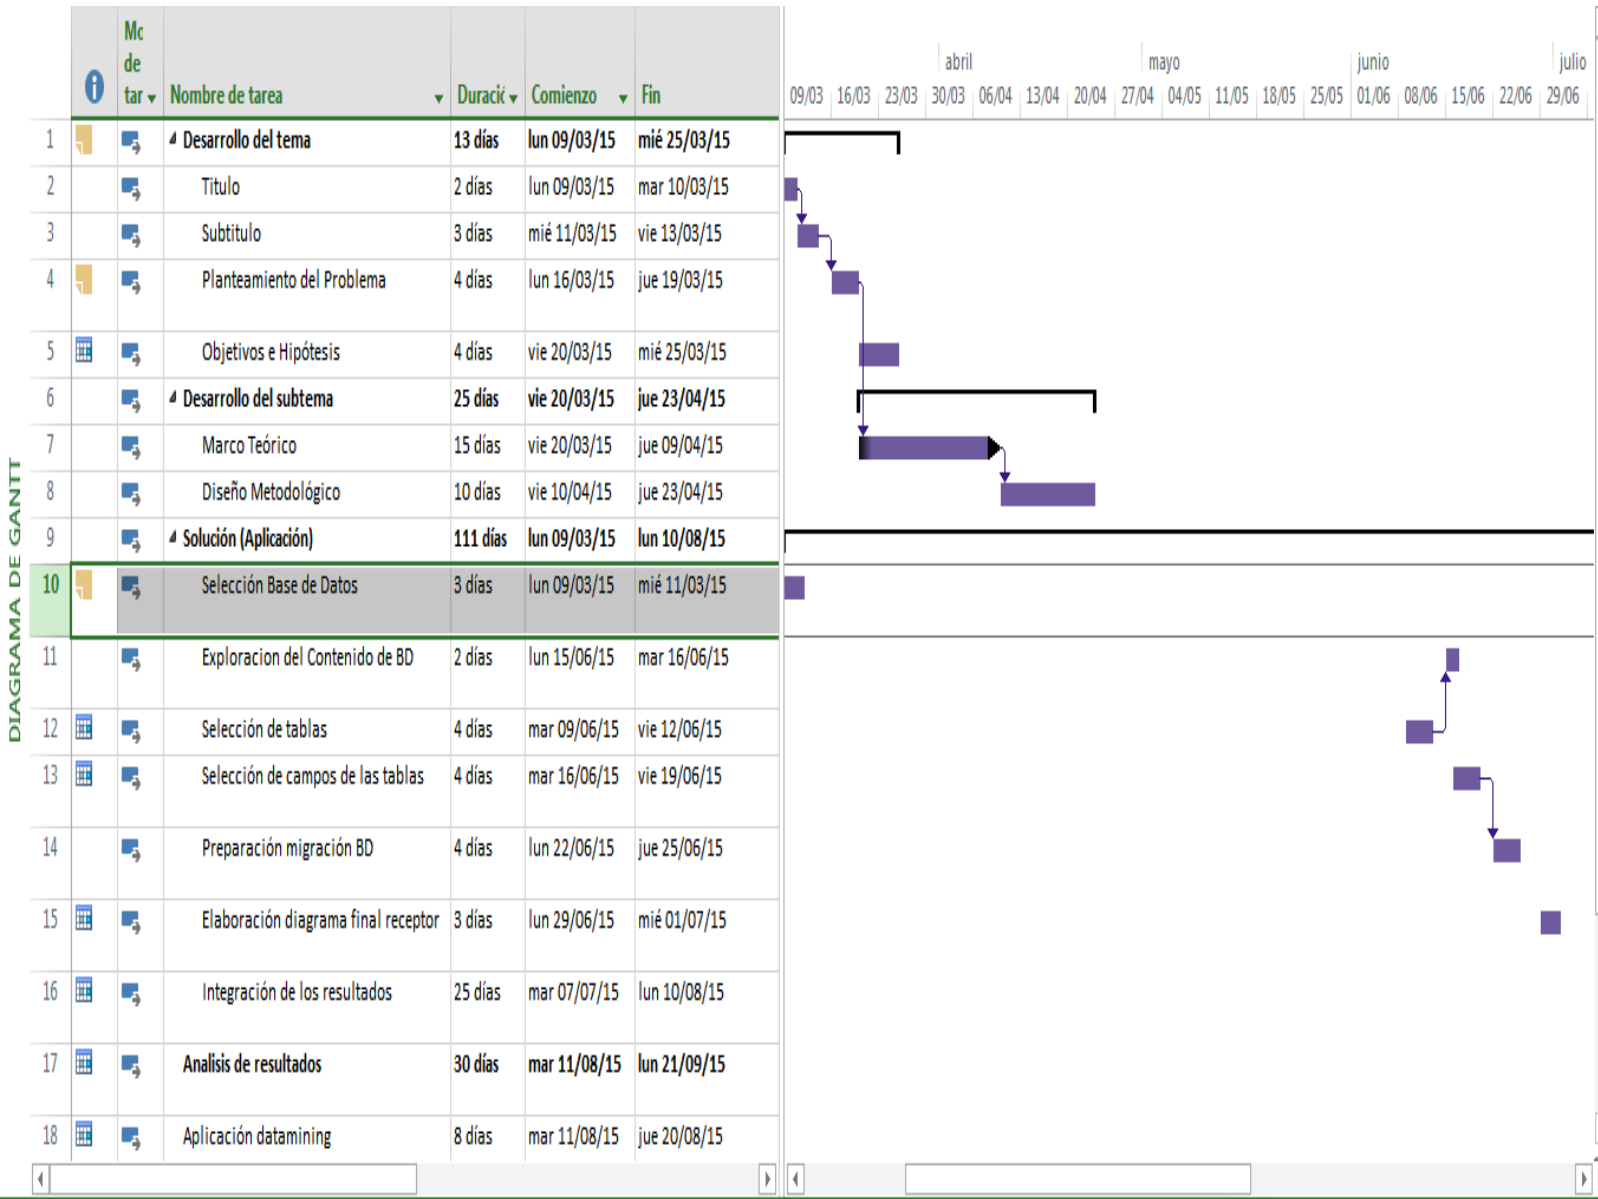 DIAGRAMA DE GANTT
Mo de tar
Nombre de tarea Duració Comienzo Fin
abril mayo junio julio
09/03 16/03 23/03 30/03 06/04 13/04 20/04 27/04 04/05 11/05 18/05 25/05 01/06 08/06 15/06 22/06 29/06
1 Desarrollo del tema 13 días lun 09/03/15 mié 25/03/15
2 Titulo 2 días lun 09/03/15 mar 10/03/15
3 Subtitulo 3 días mié 11/03/15 vie 13/03/15
4 Planteamiento del Problema 4 días lun 16/03/15 jue 19/03/15
5 Objetivos e Hipótesis 4 días vie 20/03/15 mié 25/03/15
6 Desarrollo del subtema 25 días vie 20/03/15 jue 23/04/15
7 Marco Teórico 15 días vie 20/03/15 jue 09/04/15
8 Diseño Metodológico 10 días vie 10/04/15 jue 23/04/15
9 Solución (Aplicación) 111 días lun 09/03/15 lun 10/08/15
10 Selección Base de Datos 3 días lun 09/03/15 mié 11/03/15
11 Exploracion del Contenido de BD 2 días lun 15/06/15 mar 16/06/15
12 Selección de tablas 4 días mar 09/06/15 vie 12/06/15
13 Selección de campos de las tablas 4 días mar 16/06/15 vie 19/06/15
14 Preparación migración BD 4 días lun 22/06/15 jue 25/06/15
15 Elaboración diagrama final receptor 3 días lun 29/06/15 mié 01/07/15
16 Integración de los resultados 25 días mar 07/07/15 lun 10/08/15
17 Analisis de resultados 30 días mar 11/08/15 lun 21/09/15
18 Aplicación datamining 8 días mar 11/08/15 jue 20/08/15